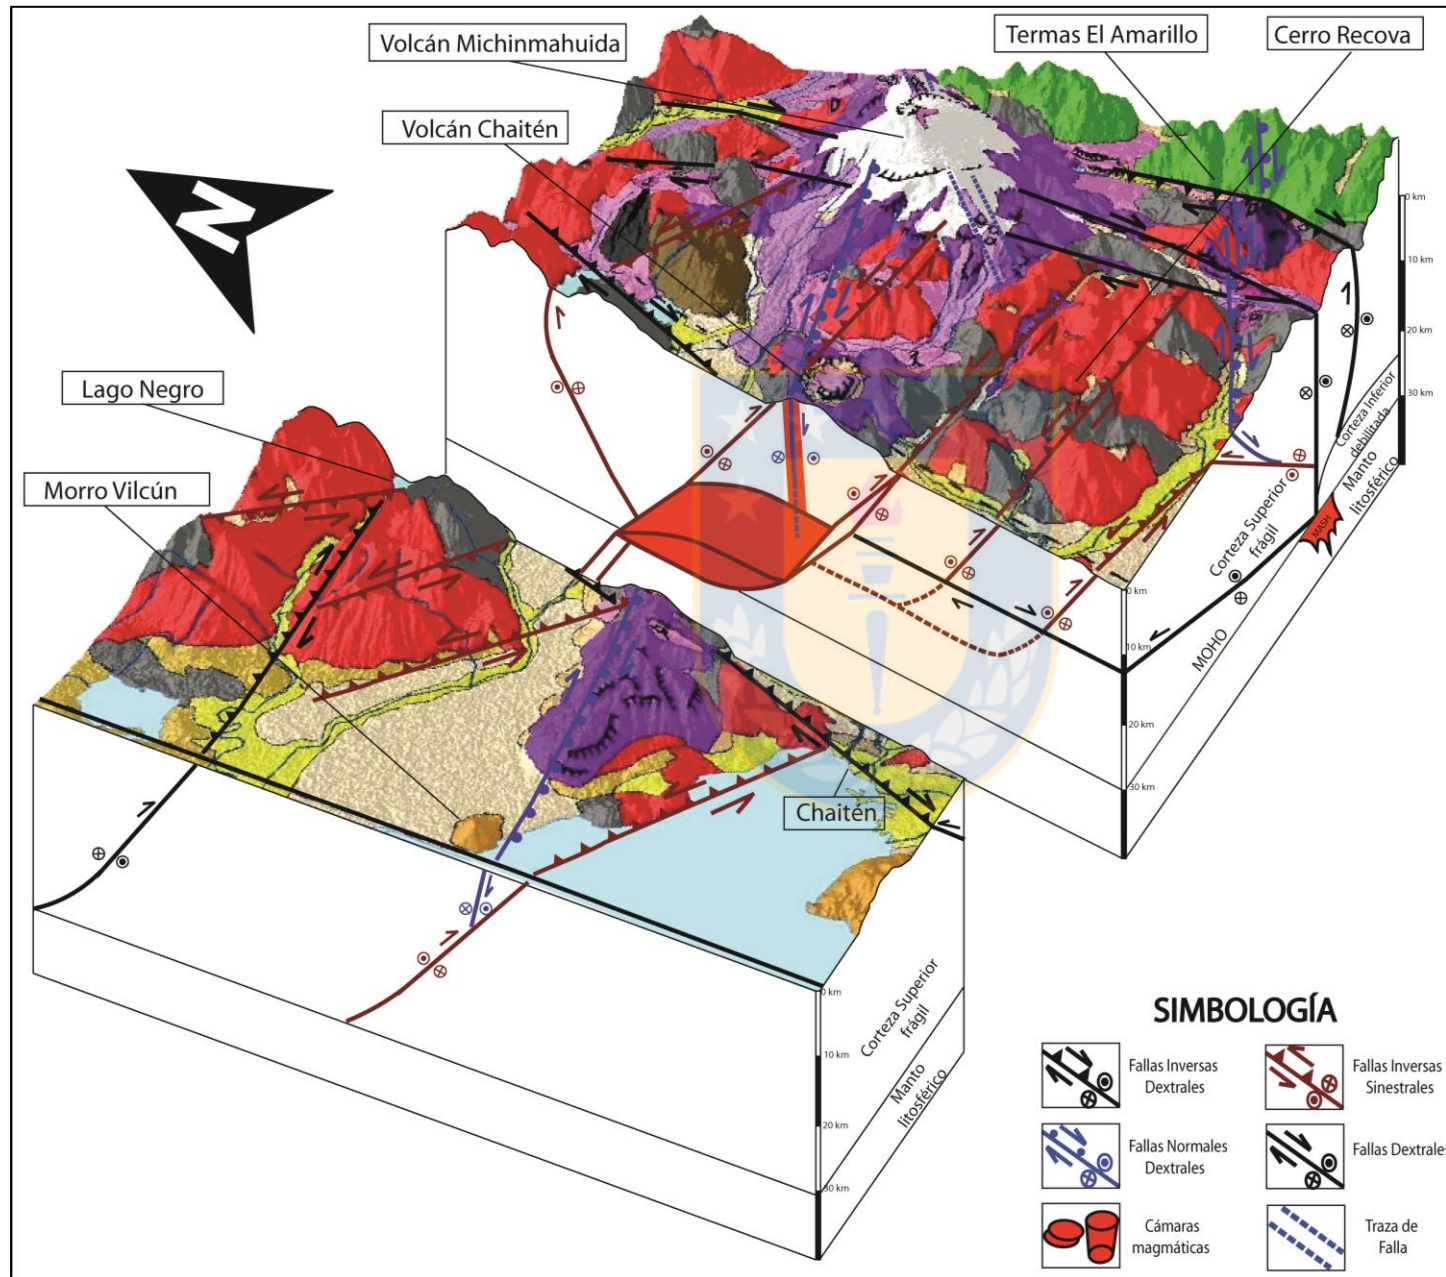 Volcán Michinmahuida
Termas El Amarillo
Cerro Recova
Volcán Chaitén
N
Lago Negro
Morro Vilcún
Chaitén
0 km
10 km
20 km
30 km
Corteza Inferior
debilitada
Manto
litosférico
Corteza Superior
frágil
MASH
MOHO
0 km
10 km
20 km
30 km
Corteza Superior
frágil
Manto
litosférico
0 km
10 km
20 km
30 km
SIMBOLOGÍA
Fallas Inversas
Dextrales
Fallas Inversas
Sinestrales
Fallas Normales
Dextrales
Fallas Dextrales
Cámaras
magmáticas
Traza de
Falla